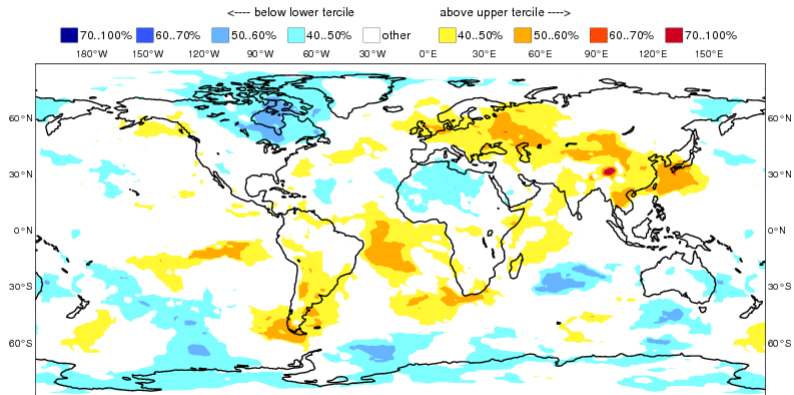 <---- below lower tercile above upper tercile ---->
70..100% 60..70% 50..60% 40..50% other 40..50% 50..60% 60..70% 70..100%
180°W 150°W 120°W 90°W 60°W 30°W 0°E 30°E 60°E 90°E 120°E 150°E
60°N 60°N
30°N 30°N
0°N 0°N
30°S 30°S
60°S 60°S